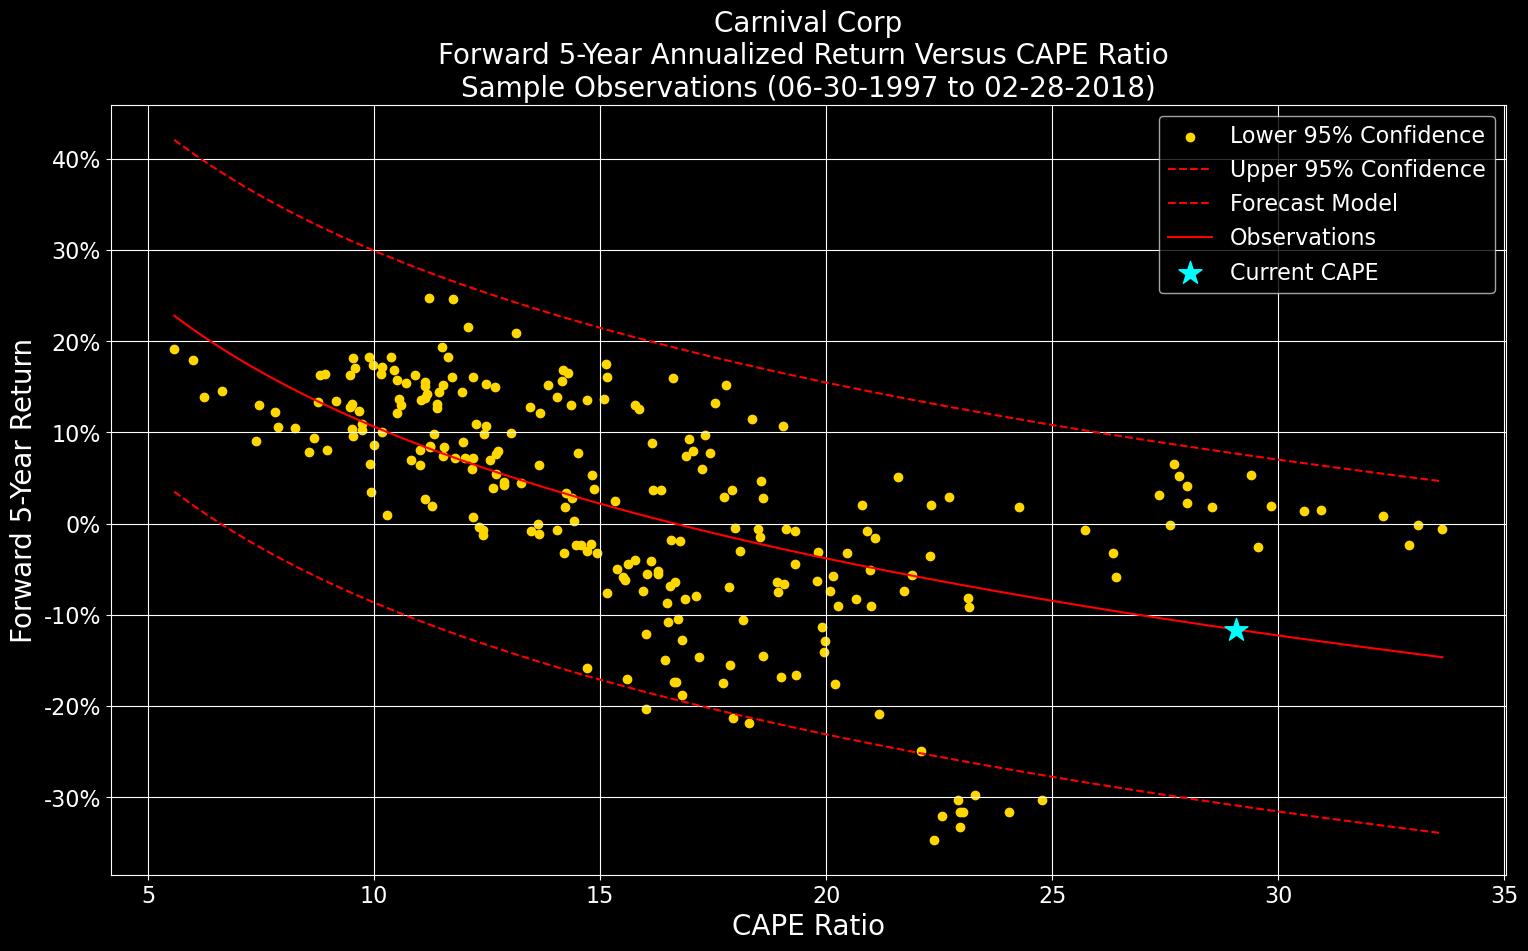 Carnival Corp
Forward 5-Year Annualized Return Versus CAPE Ratio
Sample Observations (06-30-1997 to 02-28-2018)
Lower 95% Confidence
Upper 95% Confidence
Forecast Model
Observations
Current CAPE
Forward 5-Year Return
40%
30%
20%
10%
0%
-10%
-20%
-30%
5 10 15 20 25 30 35
CAPE Ratio